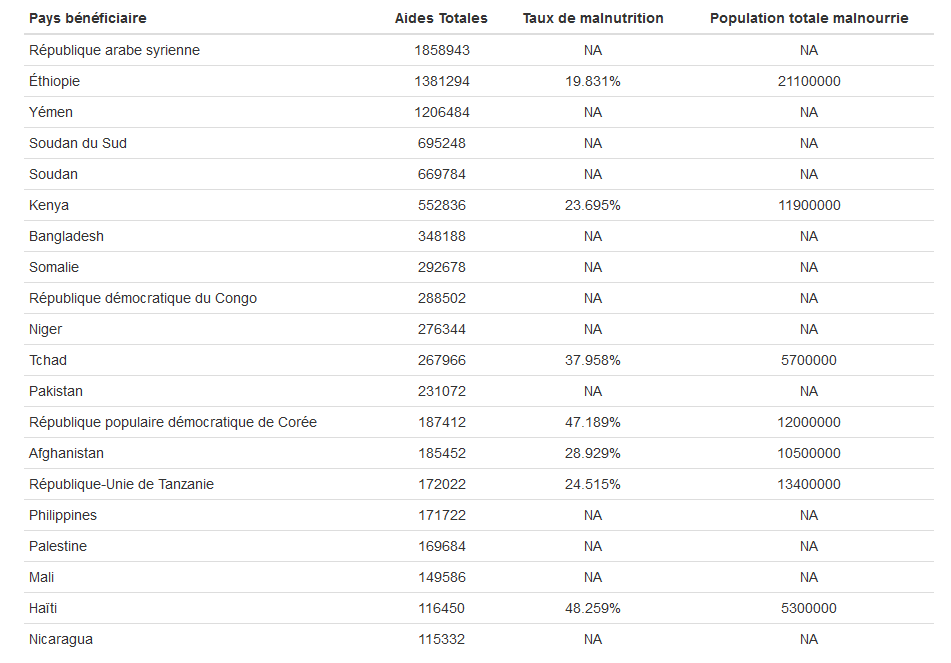 Pays bénéficiaire Aides Totales Taux de malnutrition Population totale malnourrie
République arabe syrienne 1858943 NA NA
Éthiopie 1381294 19.831% 21100000
Yémen 1206484 NA NA
Soudan du Sud 695248 NA NA
Soudan 669784 NA NA
Kenya 552836 23.695% 11900000
Bangladesh 348188 NA NA
Somalie 292678 NA NA
République démocratique du Congo 288502 NA NA
Niger 276344 NA NA
Tchad 267966 37.958% 5700000
Pakistan 231072 NA NA
République populaire démocratique de Corée 187412 47.189% 12000000
Afghanistan 185452 28.929% 10500000
République-Unie de Tanzanie 172022 24.515% 13400000
Philippines 171722 NA NA
Palestine 169684 NA NA
Mali 149586 NA NA
Haïti 116450 48.259% 5300000
Nicaragua 115332 NA NA